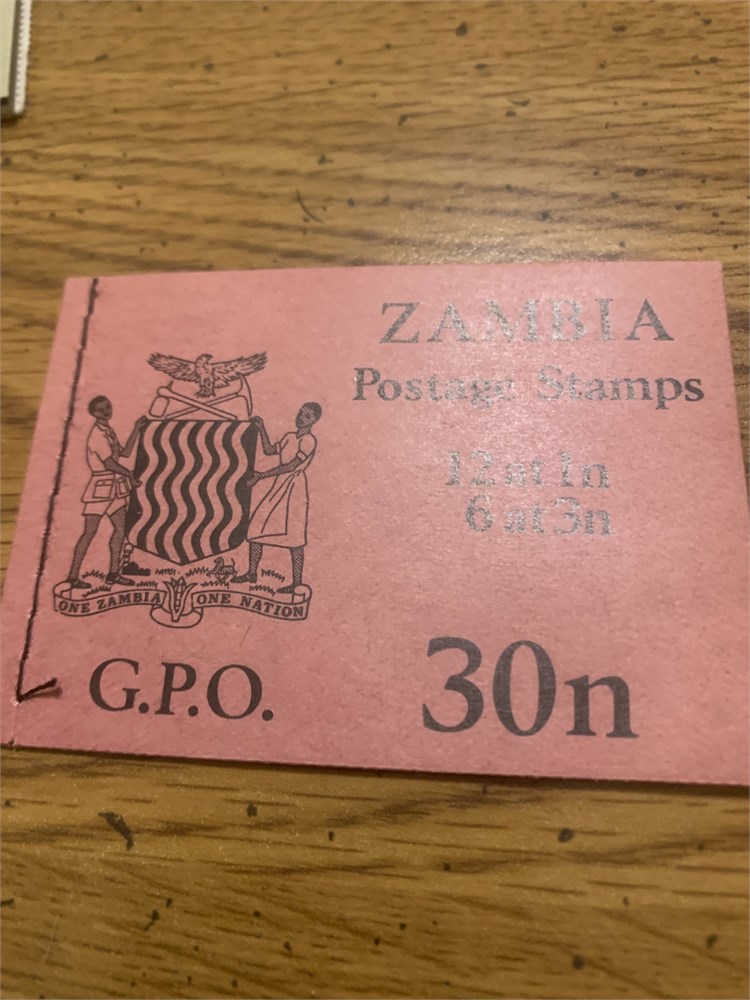 ZAMBIA
Postage Stamps
12 at 1n
6 at 3n
ONE ZAMBIA ONE NATION
G.P.O.
30n